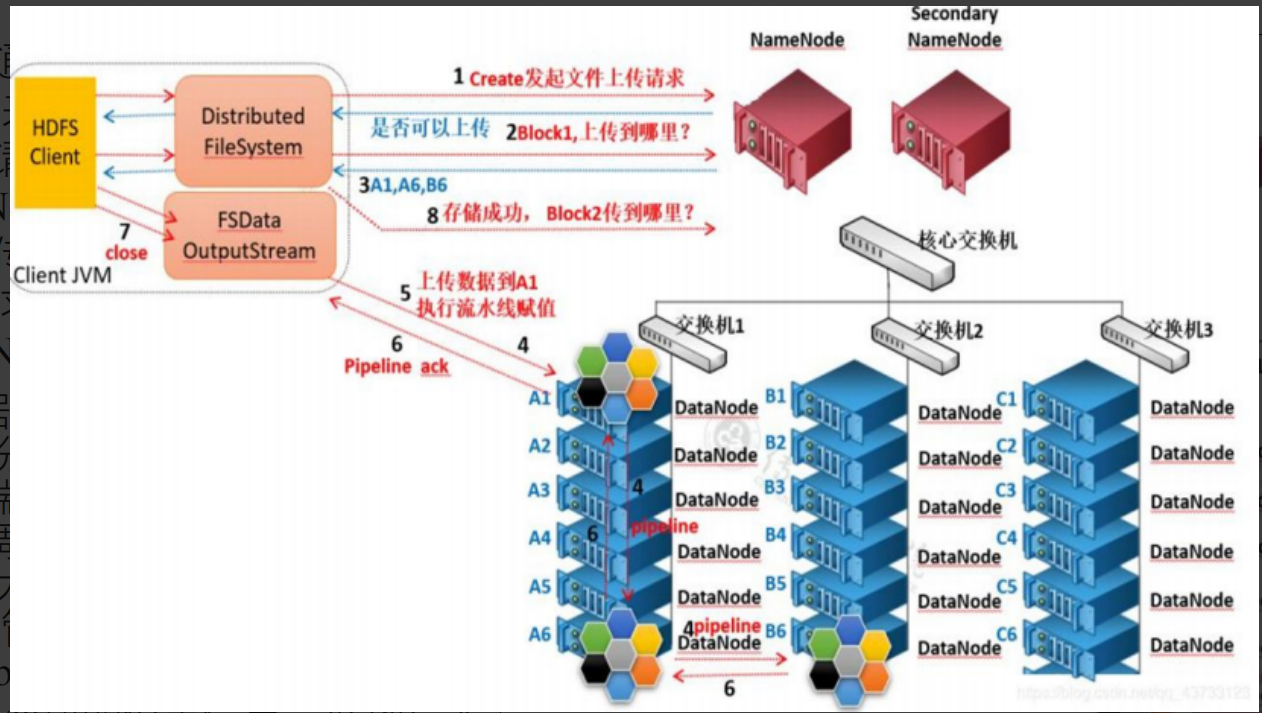 Secondary
NameNode
NameNode
1 Create发起文件上传请求
HDFS
Client
Distributed
FileSystem
是否可以上传
2Block1,上传到哪里?
3A1,A6,B6
8 存储成功， Block2传到哪里?
FSData
OutputStream
7
close
Client JVM
核心交换机
5 上传数据到A1
执行流水线赋值
6
Pipeline ack
4
交换机1
交换机2
交换机3
A1
DataNode
B1
DataNode
C1
DataNode
A2
DataNode
B2
DataNode
C2
DataNode
A3
4
DataNode
B3
DataNode
C3
DataNode
A4
6
pipeline
DataNode
B4
DataNode
C4
DataNode
A5
DataNode
B5
DataNode
C5
DataNode
A6
4pipeline
DataNode
B6
DataNode
C6
DataNode
6
https://blog.csdn.net/qq_43733123